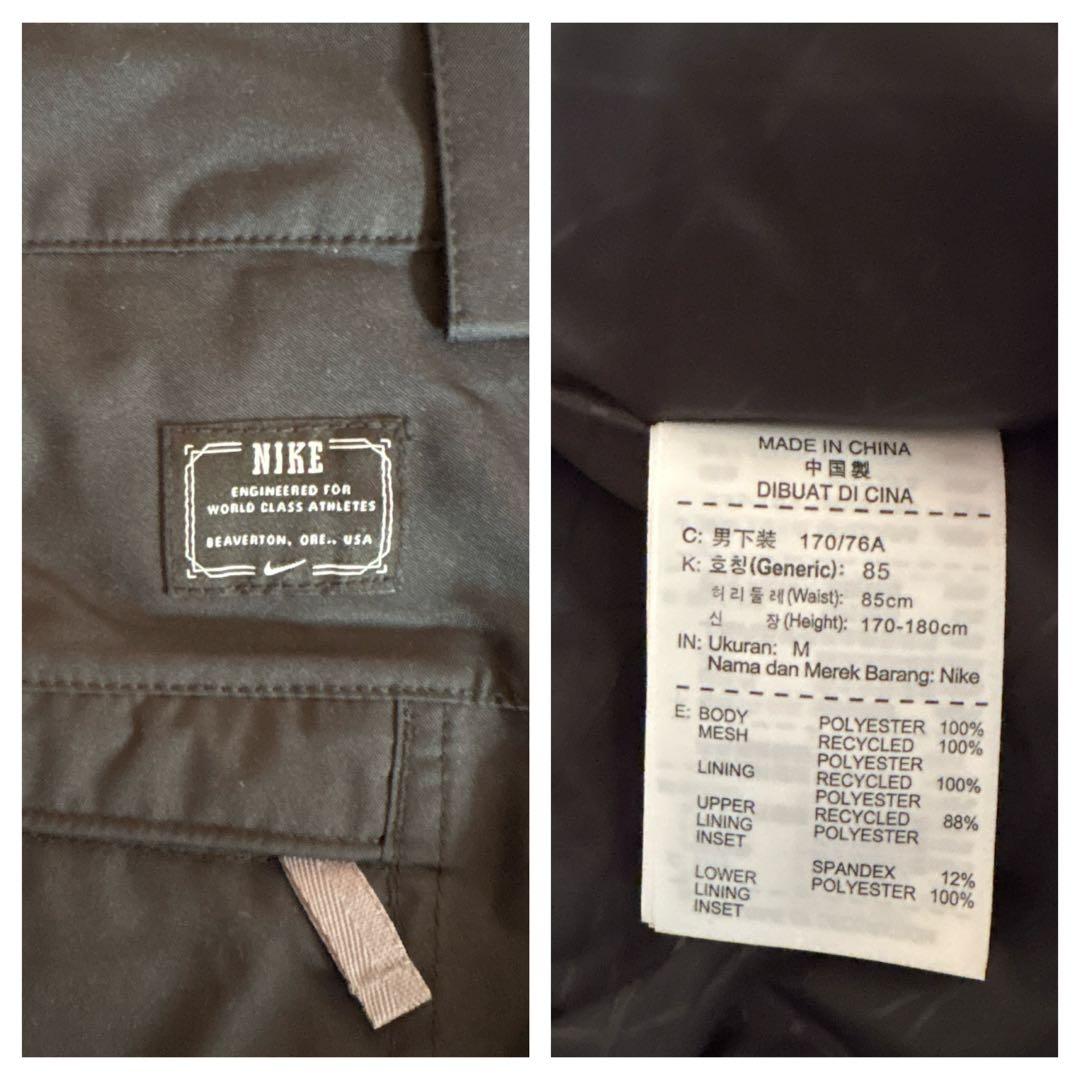 NIKE
ENGINEERED FOR
WORLD CLASS ATHLETES
BEAVERTON, ORE., USA
MADE IN CHINA
中国製
DIBUAT DI CINA
C: 男下装 170/76A
K: 호칭(Generic): 85
허리둘레(Waist): 85cm
신 장(Height): 170-180cm
IN: Ukuran: M
Nama dan Merek Barang: Nike
E: BODY POLYESTER 100%
MESH RECYCLED 100%
POLYESTER
LINING RECYCLED 100%
POLYESTER
UPPER RECYCLED 88%
LINING POLYESTER
INSET
SPANDEX 12%
LOWER POLYESTER 100%
LINING
INSET